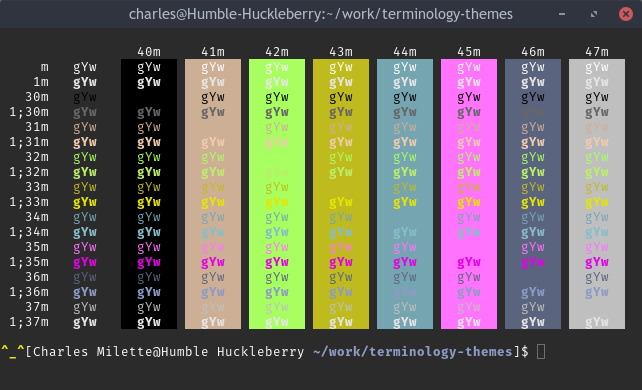 charles@Humble-Huckleberry:~/work/terminology-themes
40m 41m 42m 43m 44m 45m 46m 47m
m gYw gYw gYw gYw gYw gYw gYw gYw gYw
1m gYw gYw gYw gYw gYw gYw gYw gYw gYw
30m gYw gYw gYw gYw gYw gYw gYw gYw
1;30m gYw gYw gYw gYw gYw gYw gYw gYw gYw
31m gYw gYw gYw gYw gYw gYw gYw gYw
1;31m gYw gYw gYw gYw gYw gYw gYw gYw gYw
32m gYw gYw gYw gYw gYw gYw gYw gYw
1;32m gYw gYw gYw gYw gYw gYw gYw gYw gYw
33m gYw gYw gYw gYw gYw gYw gYw gYw
1;33m gYw gYw gYw gYw gYw gYw gYw gYw gYw
34m gYw gYw gYw gYw gYw gYw gYw gYw
1;34m gYw gYw gYw gYw gYw gYw gYw gYw gYw
35m gYw gYw gYw gYw gYw gYw gYw gYw
1;35m gYw gYw gYw gYw gYw gYw gYw gYw gYw
36m gYw gYw gYw gYw gYw gYw gYw gYw
1;36m gYw gYw gYw gYw gYw gYw gYw gYw gYw
37m gYw gYw gYw gYw gYw gYw gYw gYw
1;37m gYw gYw gYw gYw gYw gYw gYw gYw gYw
^_^[Charles Milette@Humble Huckleberry ~/work/terminology-themes]$